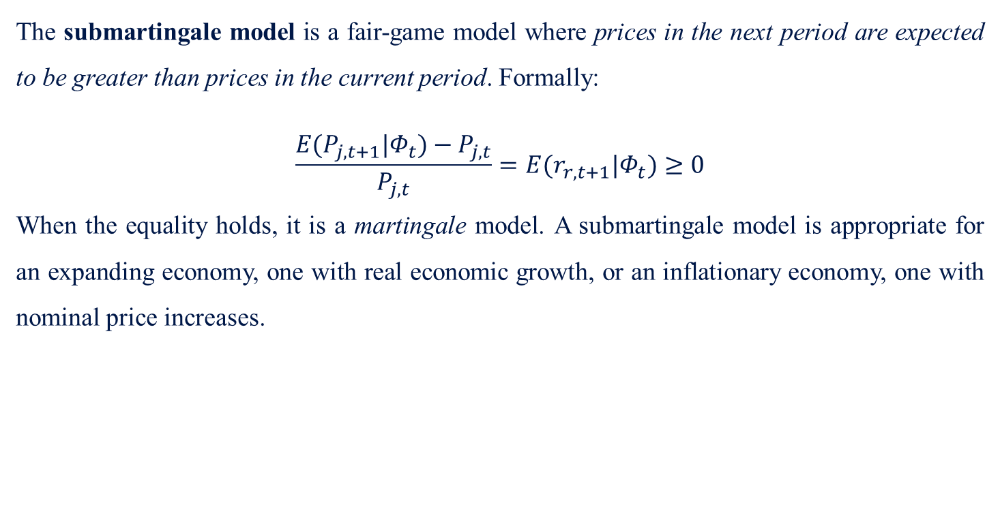 The submartingale model is a fair-game model where prices in the next period are expected
to be greater than prices in the current period. Formally:
\frac{E(P_{j,t+1}|Φ_t) − P_{j,t}}{P_{j,t}} = E(r_{r,t+1}|Φ_t) ≥ 0
When the equality holds, it is a martingale model. A submartingale model is appropriate for
an expanding economy, one with real economic growth, or an inflationary economy, one with
nominal price increases.